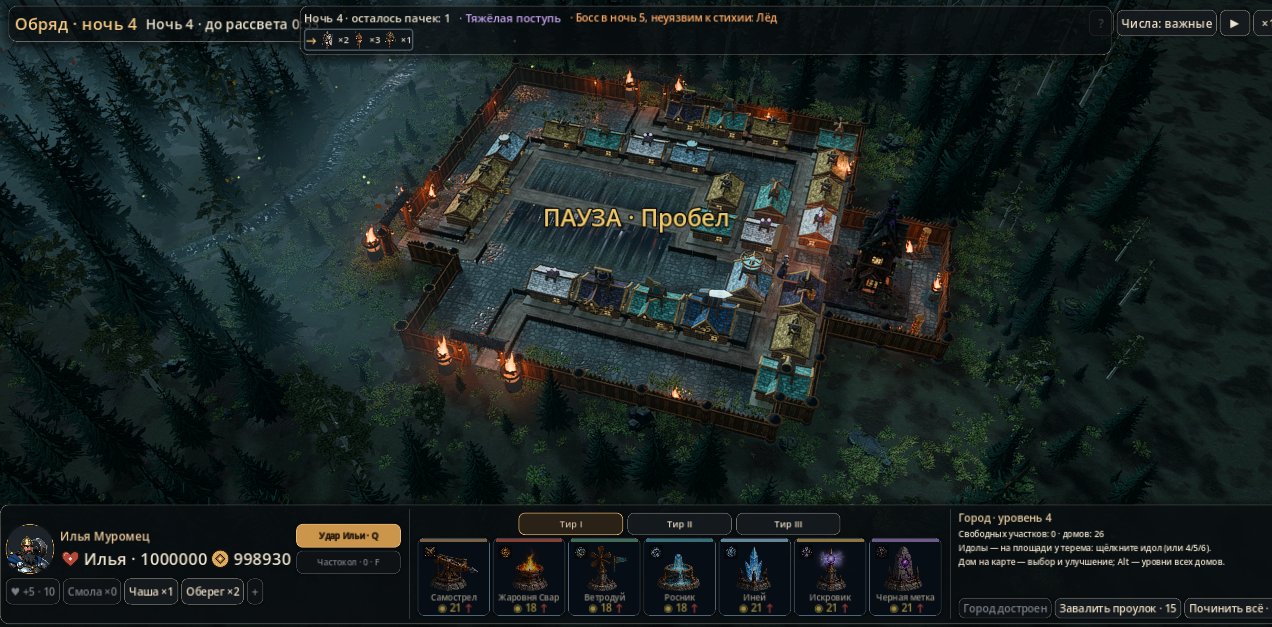 Обряд · ночь 4
Ночь 4 · до рассвета 0
Ночь 4 · осталось пачек: 1 · Тяжёлая поступь · Босс в ночь 5, неуязвим к стихии: Лёд
→ ×2 ×3 ×1
?
Числа: важные
▶
×1
ПАУЗА · Пробел
Илья Муромец
Илья · 1000000 998930
Удар Ильи · Q
Частокол · 0 · F
♥ +5 · 10
Смола ×0
Чаша ×1
Оберег ×2
+
Тир I
Тир II
Тир III
Самострел
21 ↑
Жаровня Свар
18 ↑
Ветродуй
18 ↑
Росник
18 ↑
Иней
21 ↑
Искровик
21 ↑
Черная метка
21 ↑
Город · уровень 4
Свободных участков: 0 · домов: 26
Идолы — на площади у терема: щёлкните идол (или 4/5/6).
Дом на карте — выбор и улучшение; Alt — уровни всех домов.
Город достроен
Завалить проулок · 15
Починить всё ·